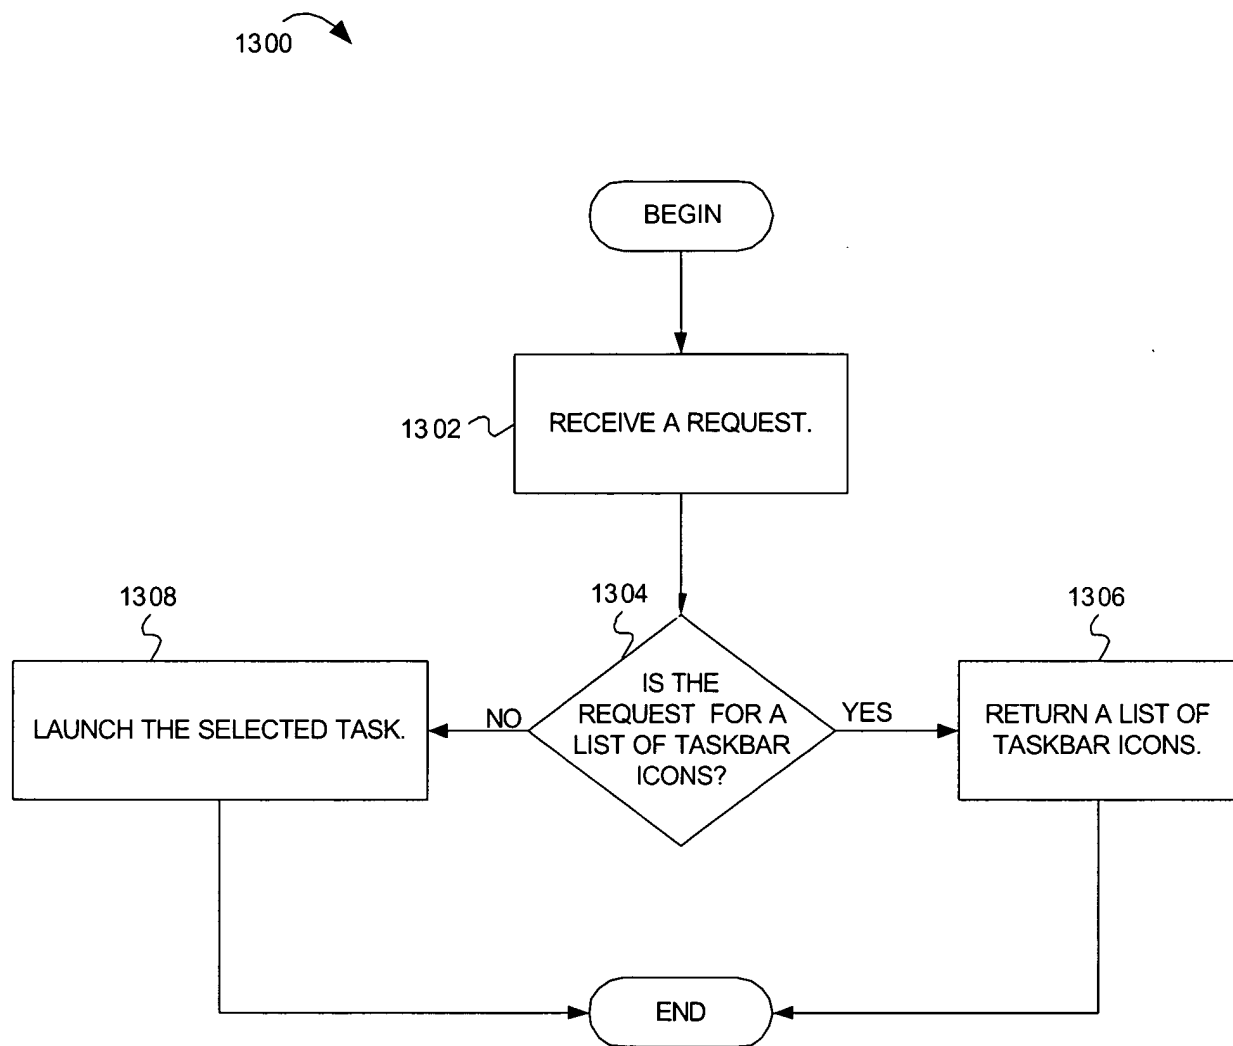 1300
BEGIN
1302
RECEIVE A REQUEST.
1308
1304
1306
LAUNCH THE SELECTED TASK.
NO
IS THE
REQUEST FOR A
LIST OF TASKBAR
ICONS?
YES
RETURN A LIST OF
TASKBAR ICONS.
END